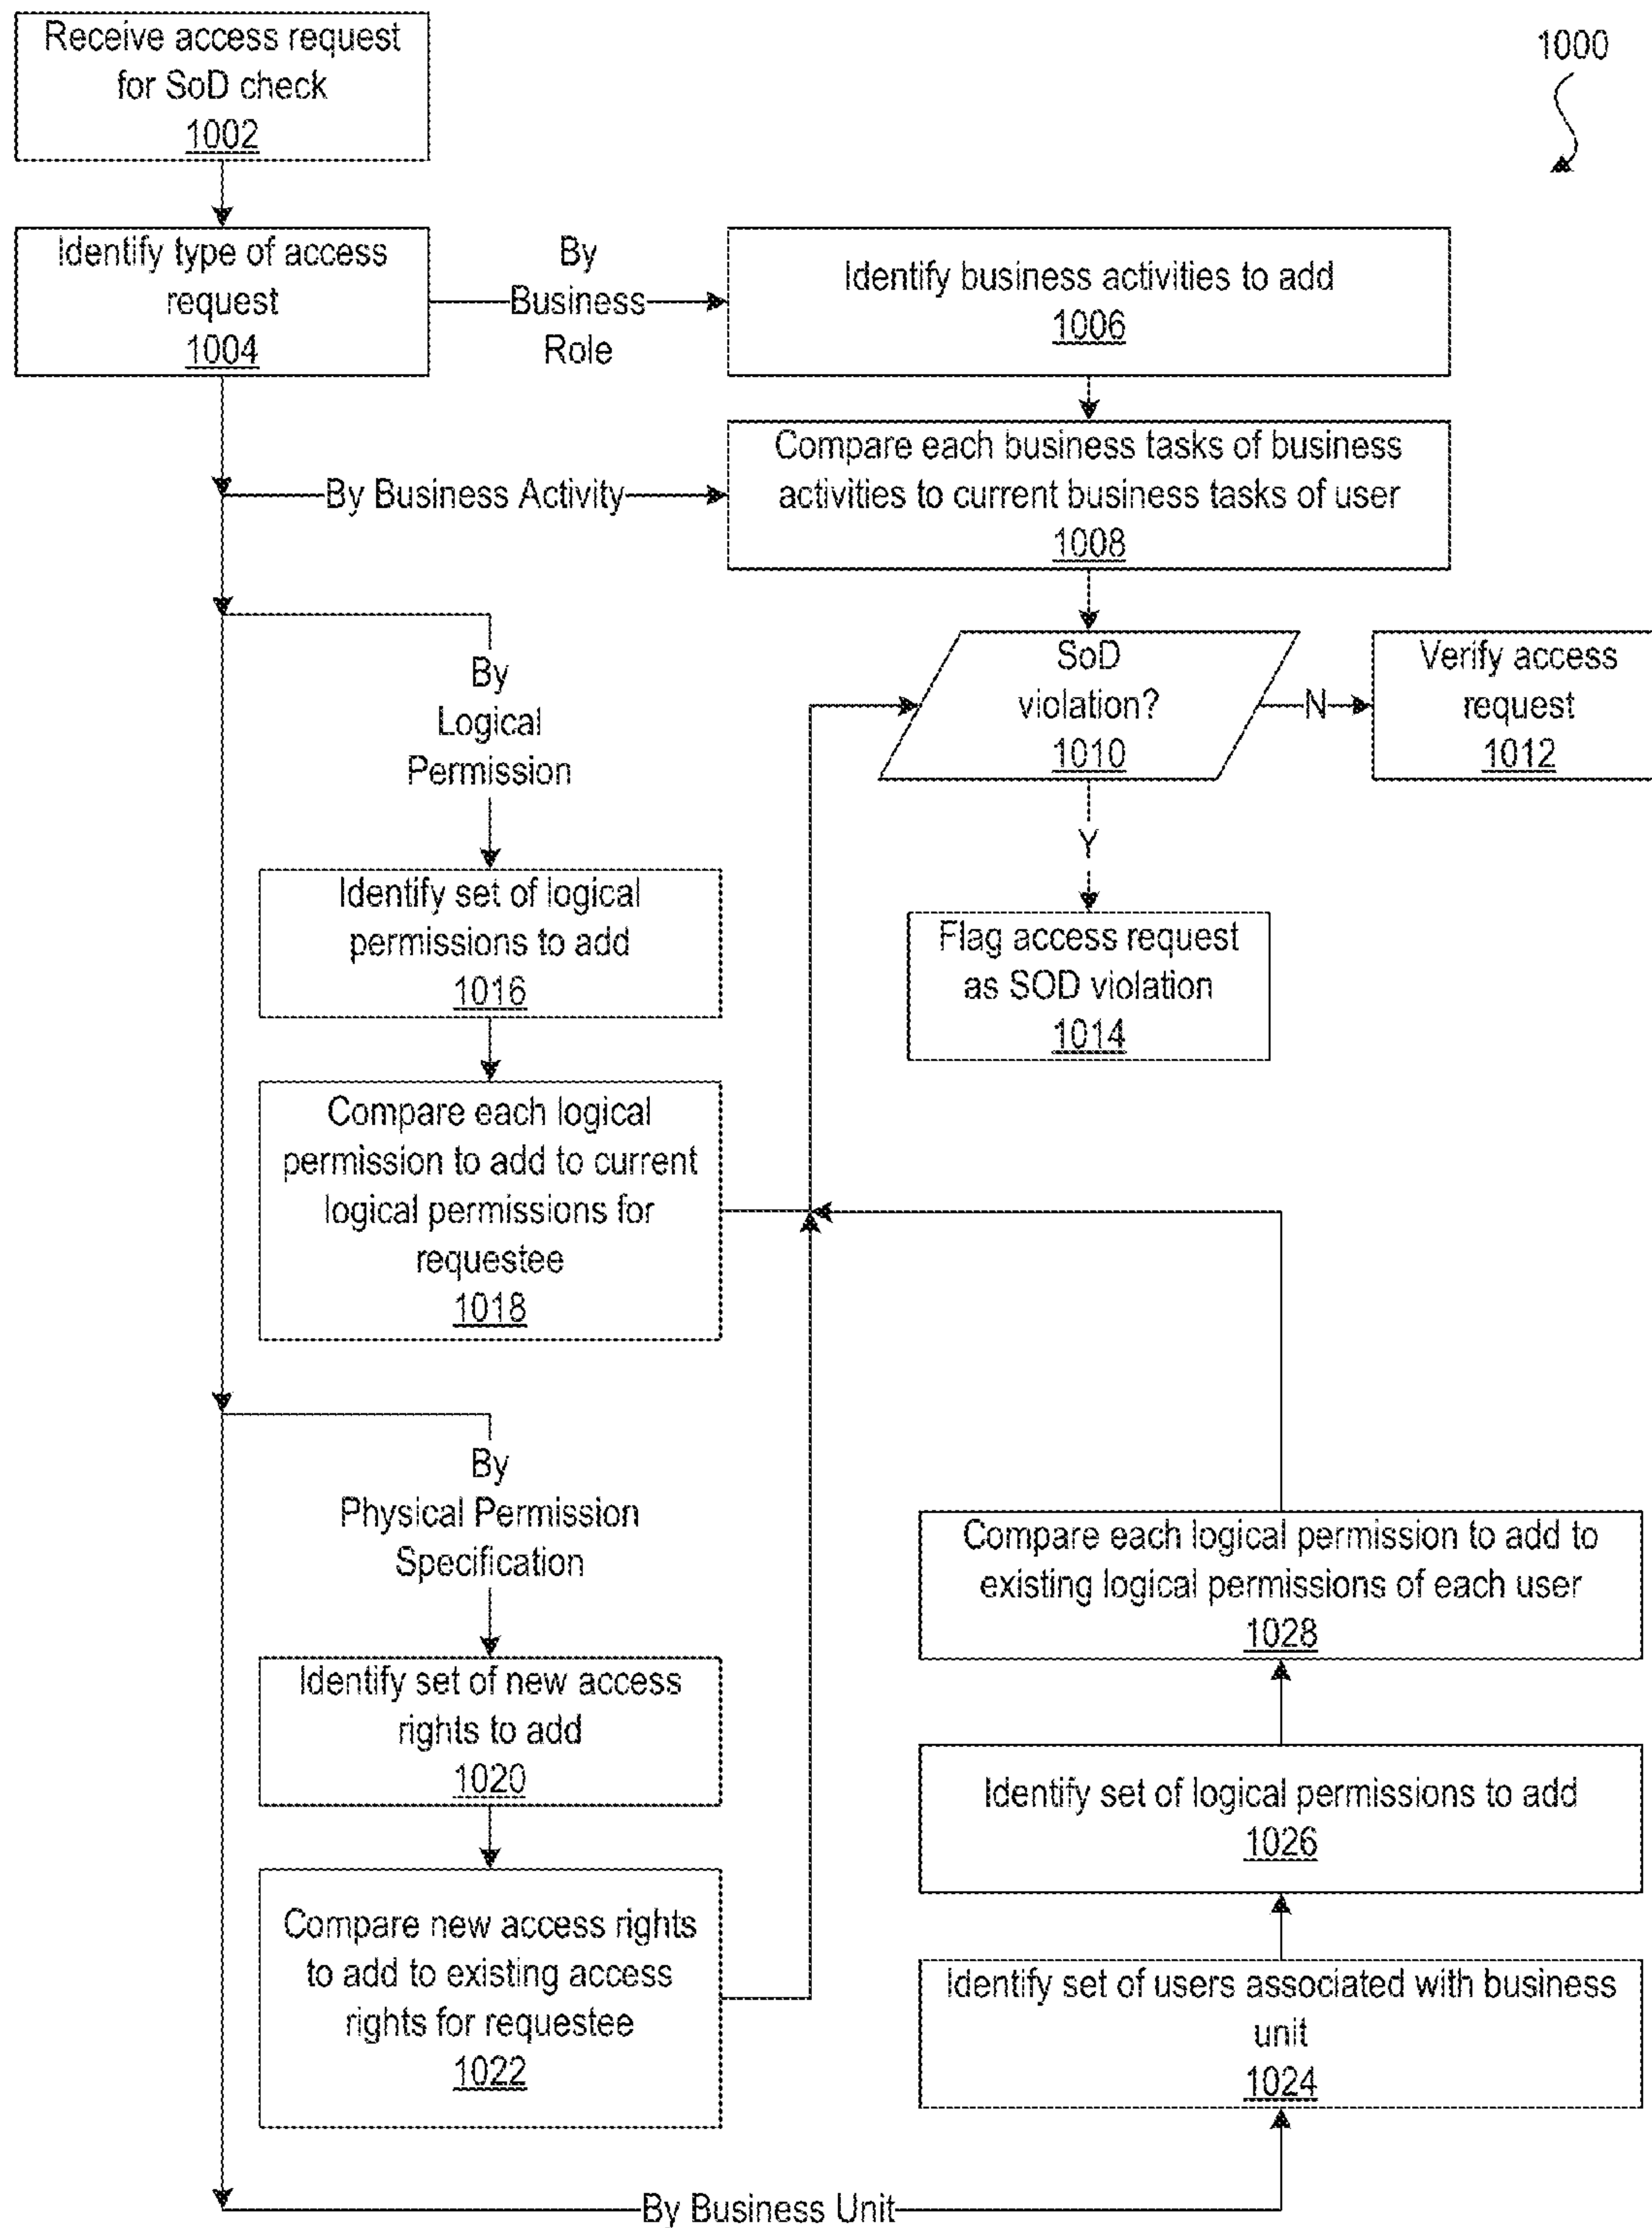 Receive access request
for SoD check
1002
1000
Identify type of access
request
1004
By
Business
Role
Identify business activities to add
1006
By Business Activity
Compare each business tasks of business
activities to current business tasks of user
1008
By
Logical
Permission
SoD
violation?
1010
N
Verify access
request
1012
Y
Flag access request
as SOD violation
1014
Identify set of logical
permissions to add
1016
Compare each logical
permission to add to current
logical permissions for
requestee
1018
By
Physical Permission
Specification
Identify set of new access
rights to add
1020
Compare new access rights
to add to existing access
rights for requestee
1022
Compare each logical permission to add to
existing logical permissions of each user
1028
Identify set of logical permissions to add
1026
Identify set of users associated with business
unit
1024
By Business Unit